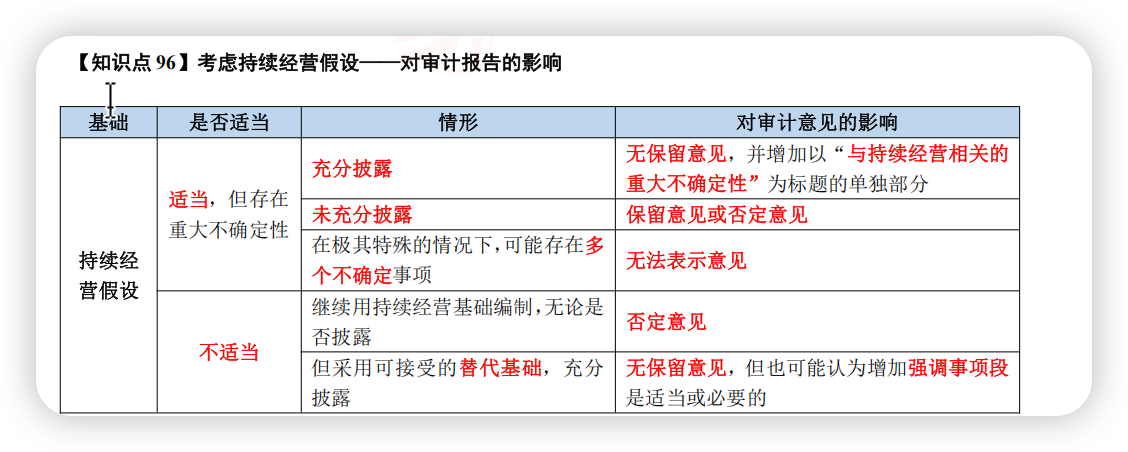 【知识点 96】考虑持续经营假设——对审计报告的影响
基础
是否适当
情形
对审计意见的影响
持续经
营假设
适当，但存在
重大不确定性
充分披露
无保留意见，并增加以“与持续经营相关的
重大不确定性”为标题的单独部分
未充分披露
保留意见或否定意见
在极其特殊的情况下，可能存在多
个不确定事项
无法表示意见
不适当
继续用持续经营基础编制，无论是
否披露
否定意见
但采用可接受的替代基础，充分
披露
无保留意见，但也可能认为增加强调事项段
是适当或必要的